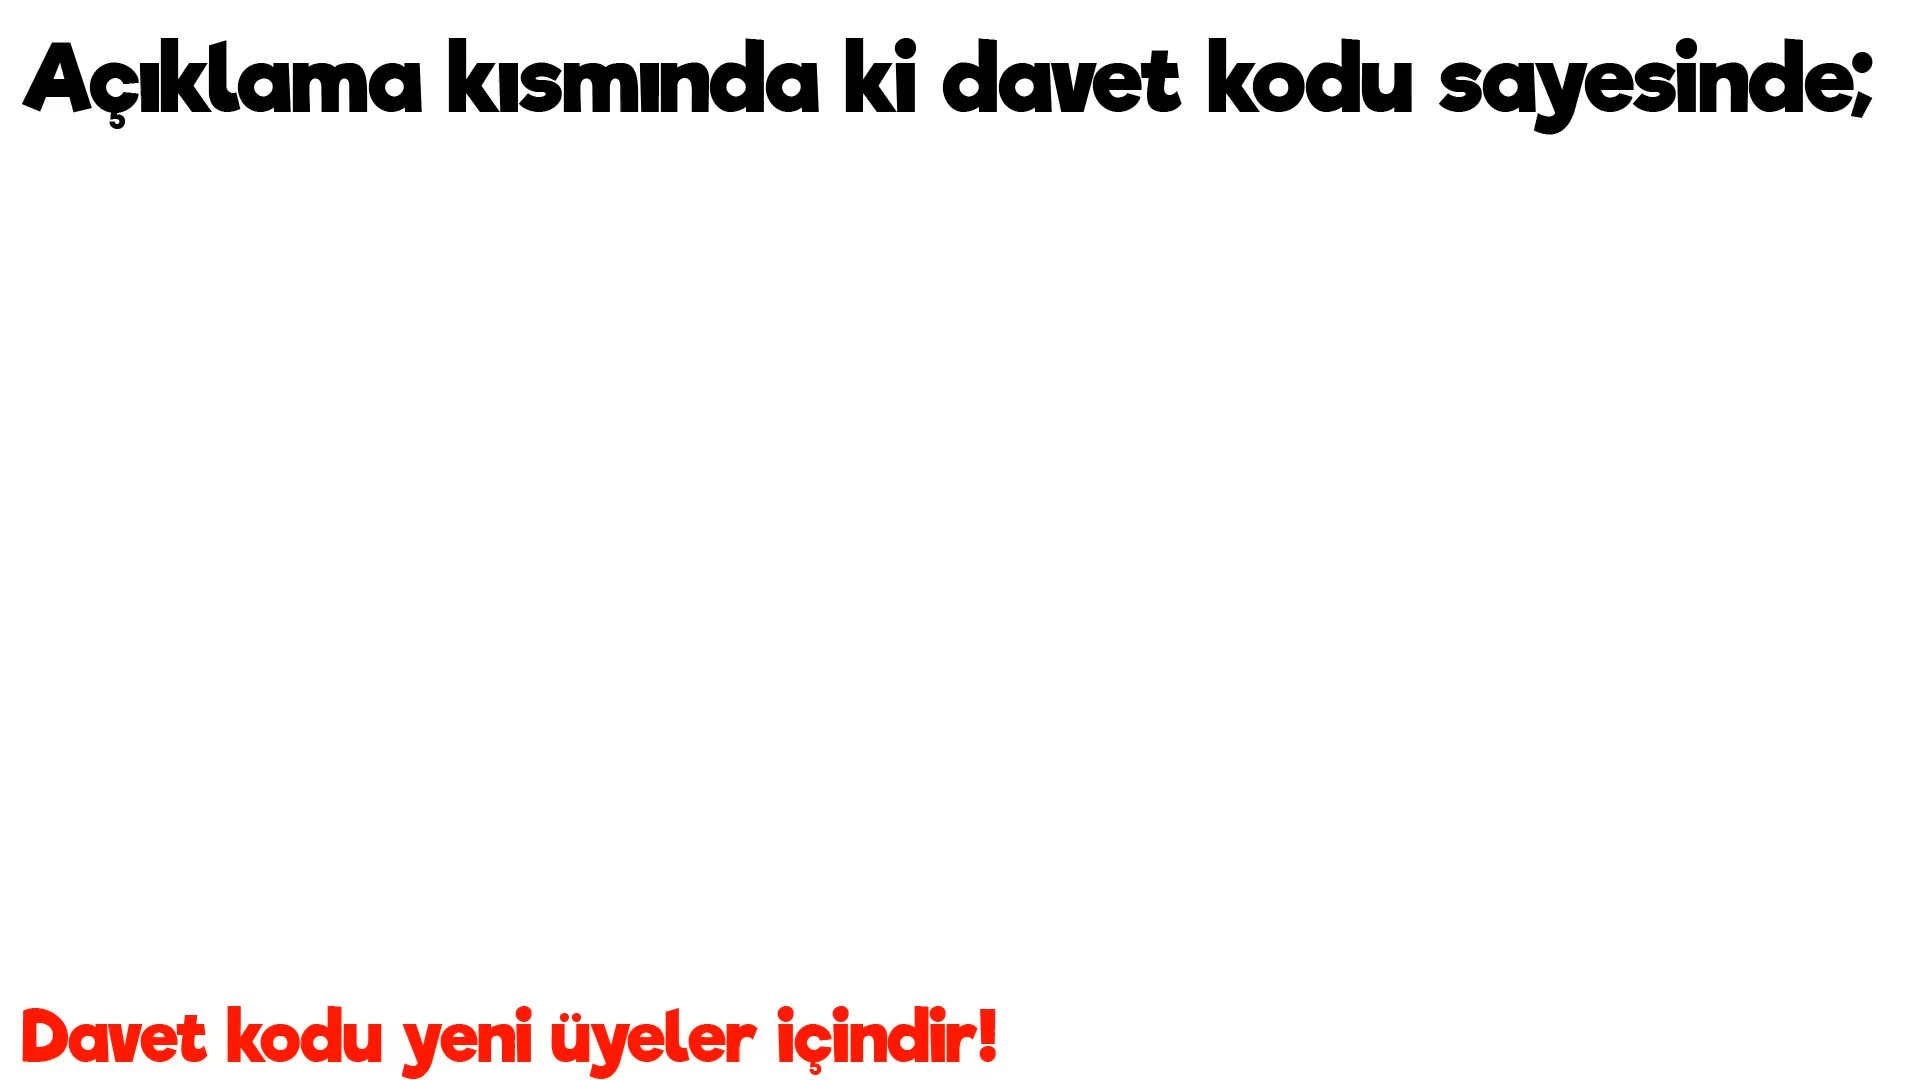 Açıklama kısmında ki davet kodu sayesinde;
Davet kodu yeni üyeler içindir!